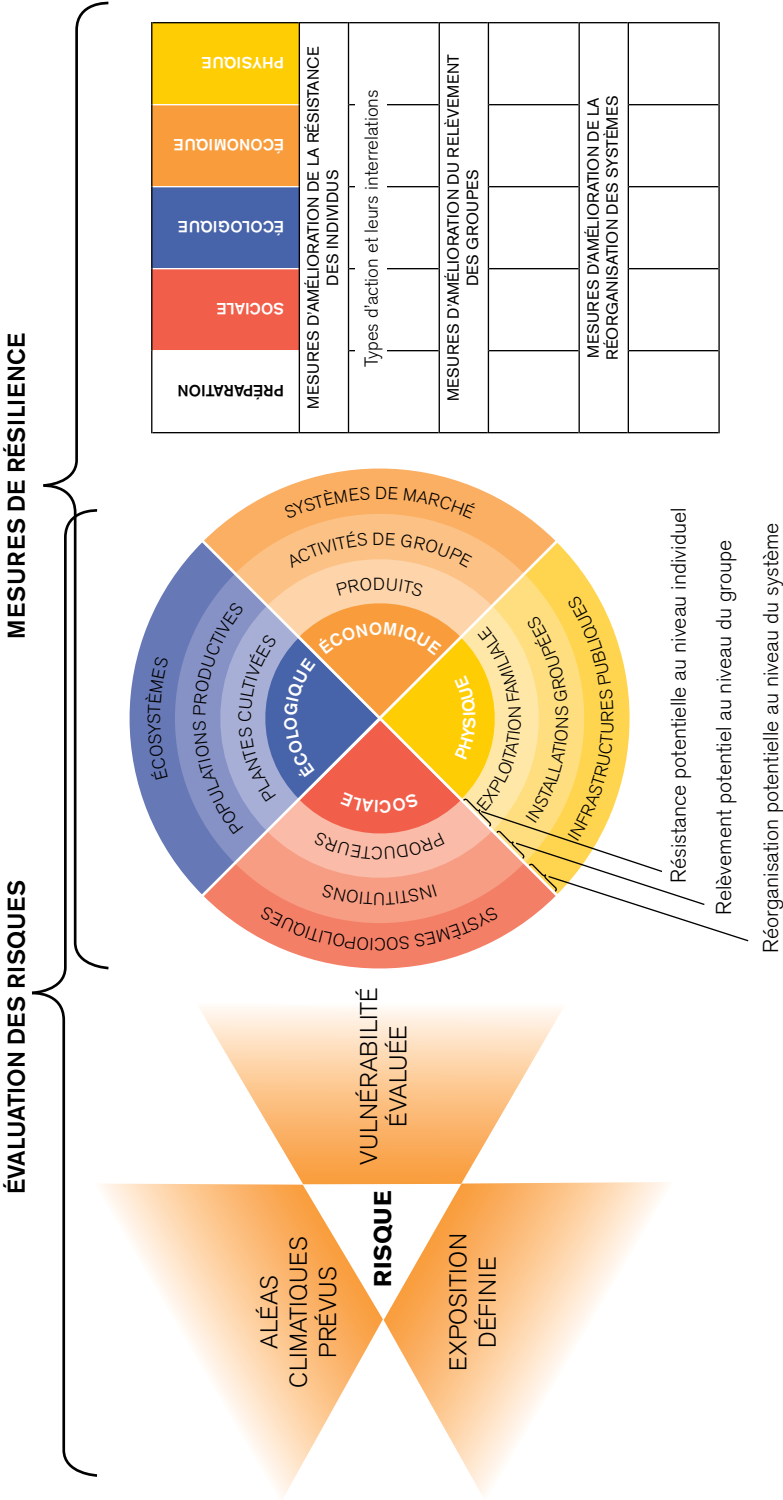 ÉVALUATION DES RISQUES
MESURES DE RÉSILIENCE
ALÉAS
CLIMATIQUES
PRÉVUS
RISQUE
VULNÉRABILITÉ
ÉVALUÉE
EXPOSITION
DÉFINIE
ÉCOSYSTÈMES
POPULATIONS PRODUCTIVES
PLANTES CULTIVÉES
ÉCOLOGIQUE
SYSTÈMES DE MARCHÉ
ACTIVITÉS DE GROUPE
PRODUITS
ÉCONOMIQUE
PHYSIQUE
EXPLOITATION FAMILIALE
INSTALLATIONS GROUPÉES
INFRASTRUCTURES PUBLIQUES
SOCIALE
PRODUCTEURS
INSTITUTIONS
SYSTÈMES SOCIOPOLITIQUES
Résistance potentielle au niveau individuel
Relèvement potentiel au niveau du groupe
Réorganisation potentielle au niveau du système
PRÉPARATION
SOCIALE
ÉCOLOGIQUE
ÉCONOMIQUE
PHYSIQUE
MESURES D'AMÉLIORATION DE LA RÉSISTANCE
DES INDIVIDUS
Types d'action et leurs interrelations
MESURES D'AMÉLIORATION DU RELÈVEMENT
DES GROUPES
MESURES D'AMÉLIORATION DE LA
RÉORGANISATION DES SYSTÈMES